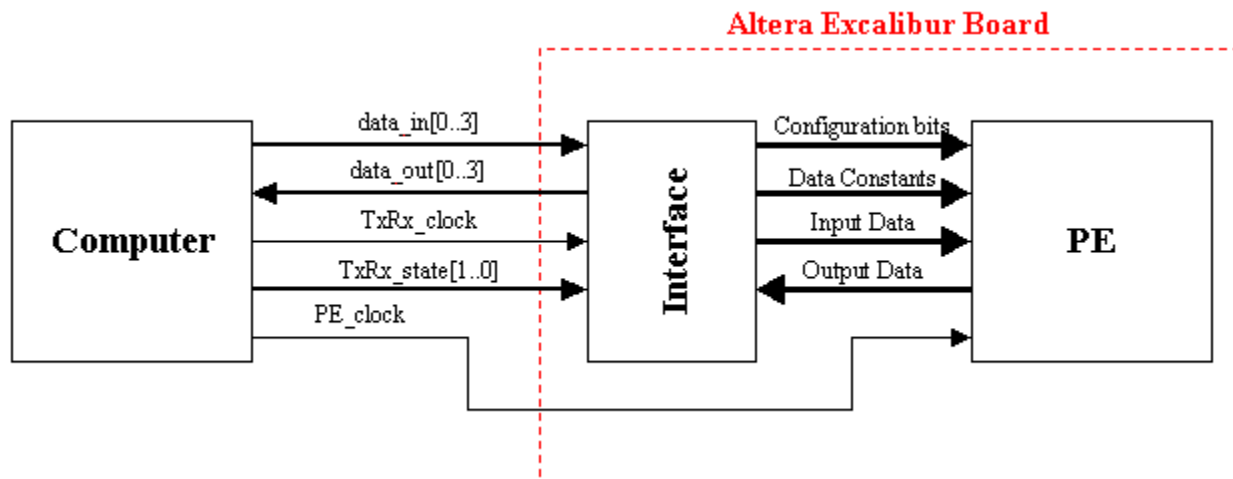 Altera Excalibur Board
data_in[0..3]
data_out[0..3]
TxRx_clock
TxRx_state[1..0]
PE_clock
Computer
Interface
Configuration bits
Data Constants
Input Data
Output Data
PE